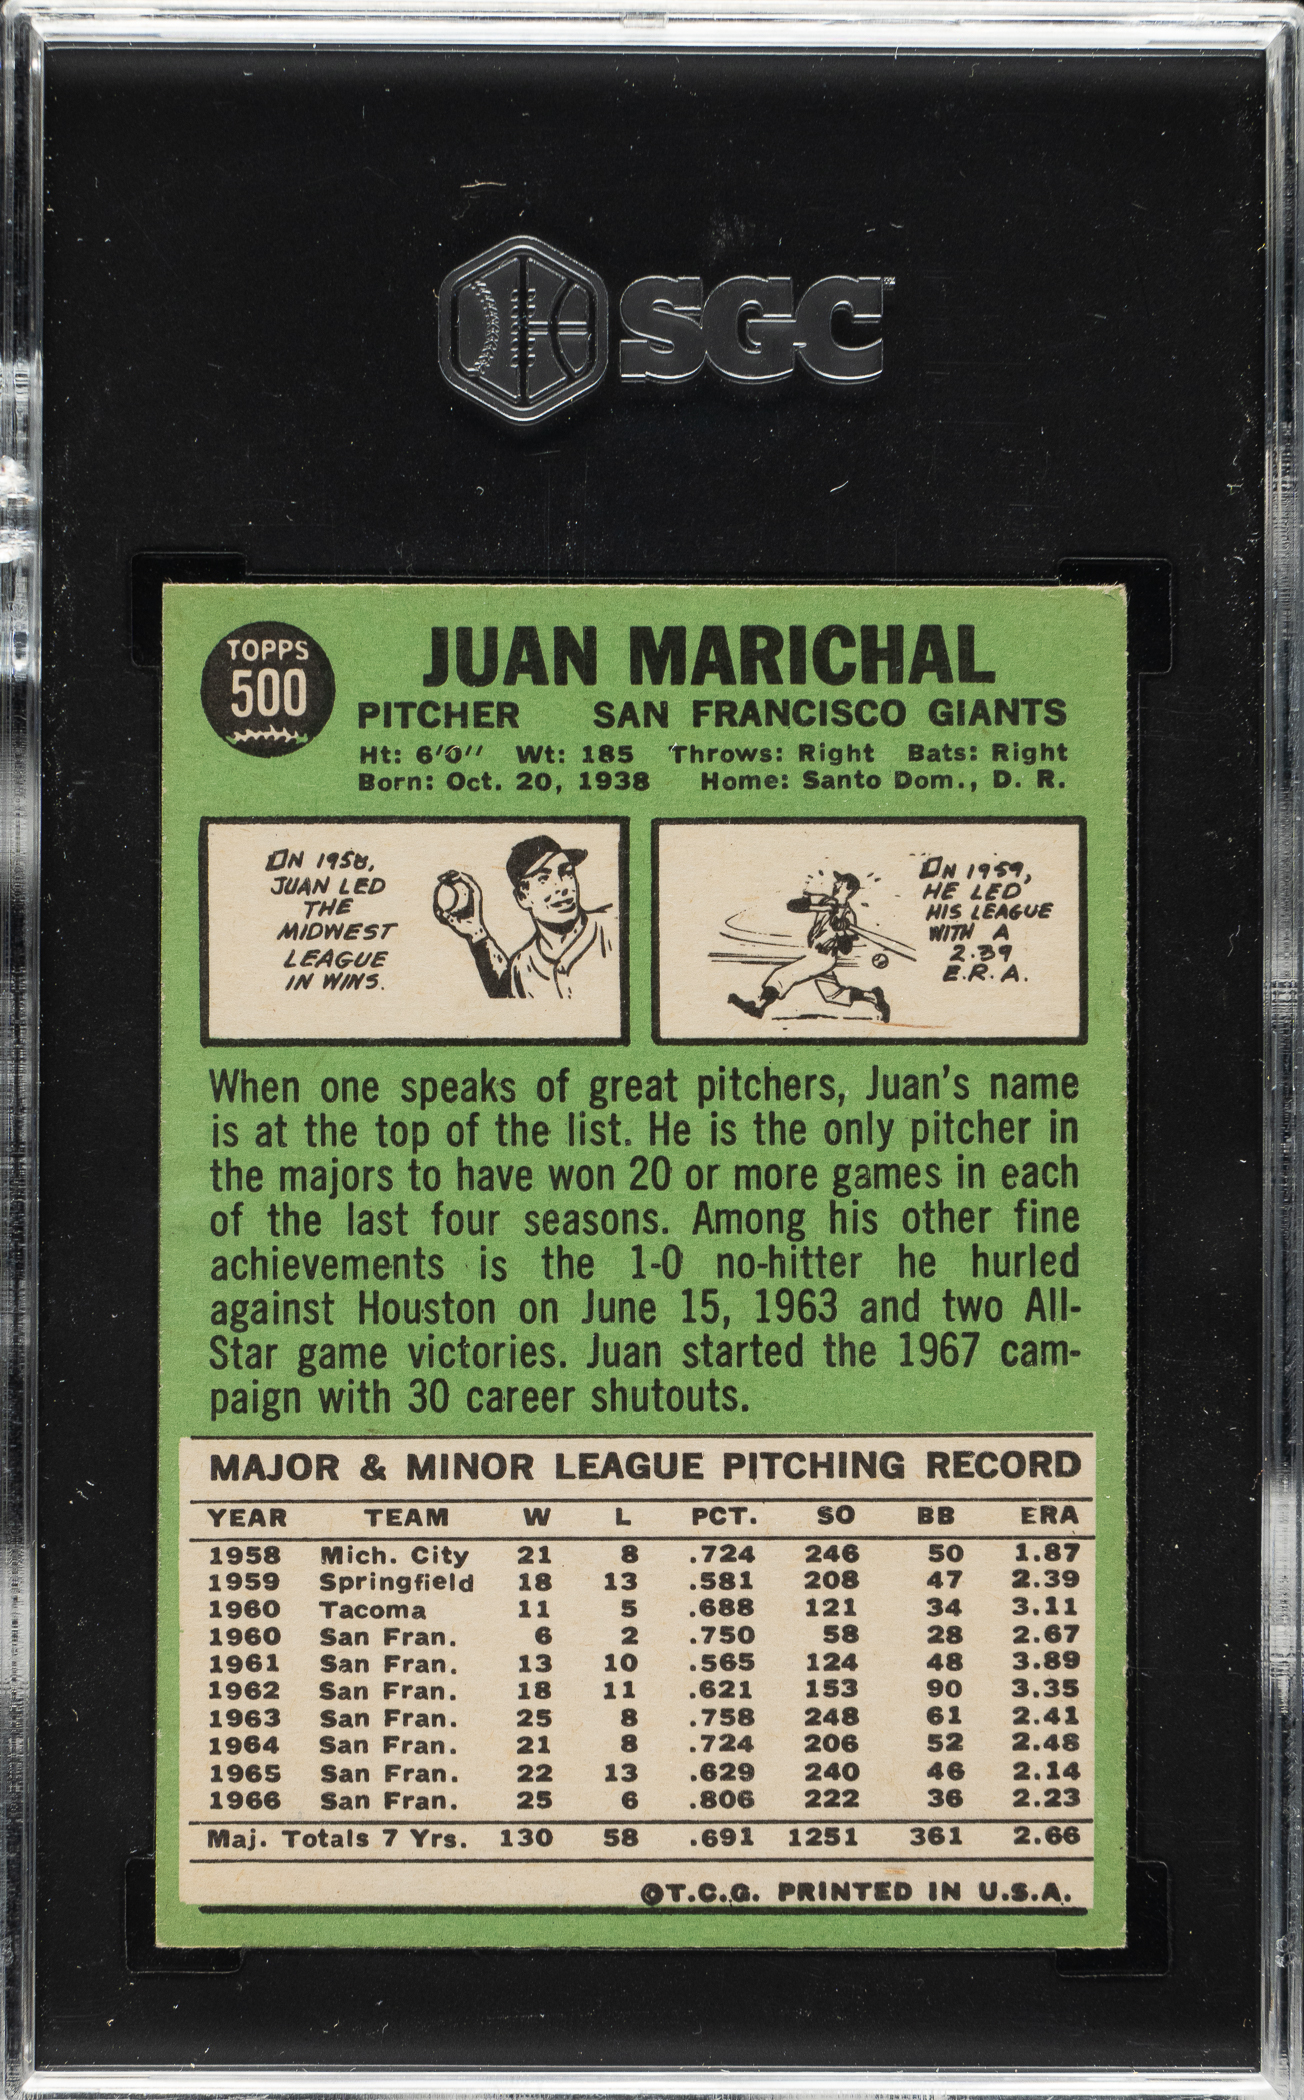 SGC
TOPPS
500
JUAN MARICHAL
PITCHER SAN FRANCISCO GIANTS
Ht: 6'0" Wt: 185 Throws: Right Bats: Right
Born: Oct. 20, 1938 Home: Santo Dom., D. R.
IN 1958,
JUAN LED
THE
MIDWEST
LEAGUE
IN WINS.
IN 1959,
HE LED
HIS LEAGUE
WITH A
2.39
E.R.A.
When one speaks of great pitchers, Juan's name
is at the top of the list. He is the only pitcher in
the majors to have won 20 or more games in each
of the last four seasons. Among his other fine
achievements is the 1-0 no-hitter he hurled
against Houston on June 15, 1963 and two All-
Star game victories. Juan started the 1967 cam-
paign with 30 career shutouts.
MAJOR & MINOR LEAGUE PITCHING RECORD
YEAR TEAM W L PCT. SO BB ERA
1958 Mich. City 21 8 .724 246 50 1.87
1959 Springfield 18 13 .581 208 47 2.39
1960 Tacoma 11 5 .688 121 34 3.11
1960 San Fran. 6 2 .750 58 28 2.67
1961 San Fran. 13 10 .565 124 48 3.89
1962 San Fran. 18 11 .621 153 90 3.35
1963 San Fran. 25 8 .758 248 61 2.41
1964 San Fran. 21 8 .724 206 52 2.48
1965 San Fran. 22 13 .629 240 46 2.14
1966 San Fran. 25 6 .806 222 36 2.23
Maj. Totals 7 Yrs. 130 58 .691 1251 361 2.66
©T.C.G. PRINTED IN U.S.A.